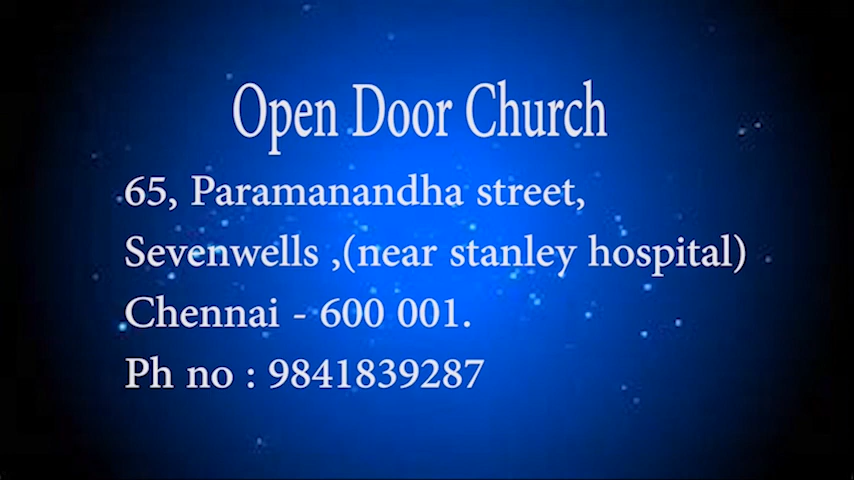 Open Door Church
65, Paramanandha street,
Sevenwells ,(near stanley hospital)
Chennai - 600 001.
Ph no : 9841839287